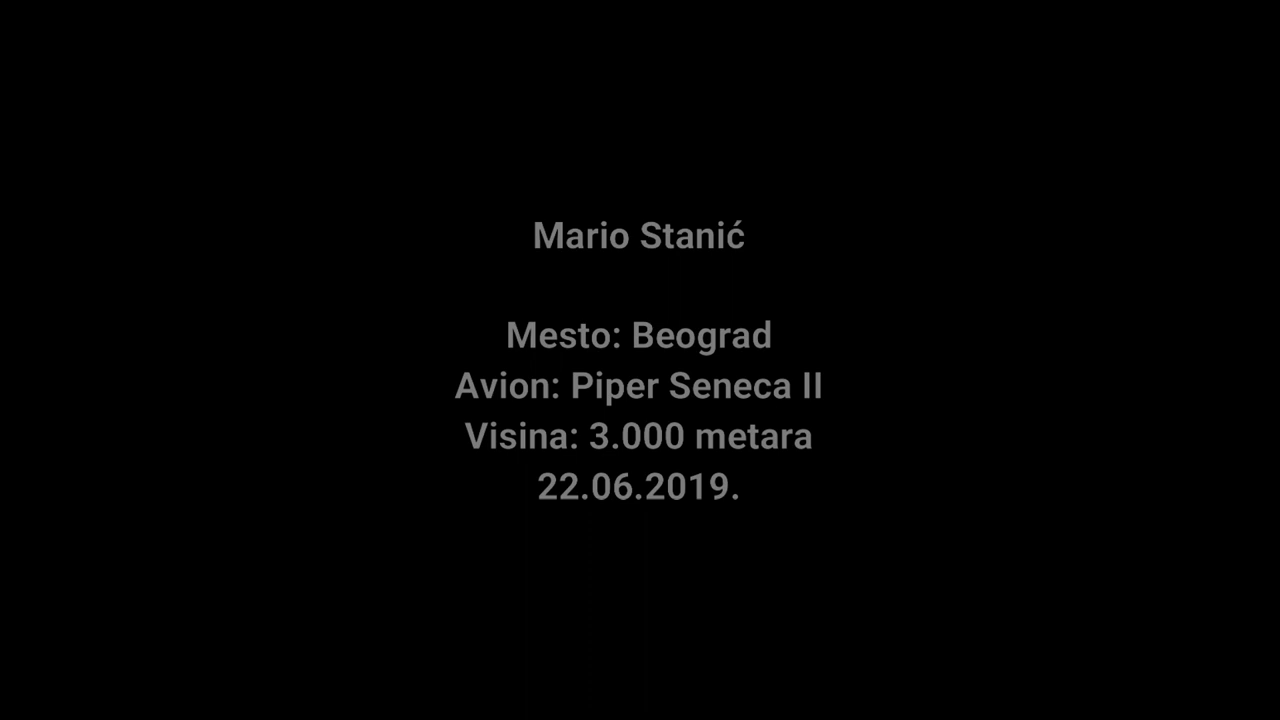 Mario Stanić
Mesto: Beograd
Avion: Piper Seneca II
Visina: 3.000 metara
22.06.2019.